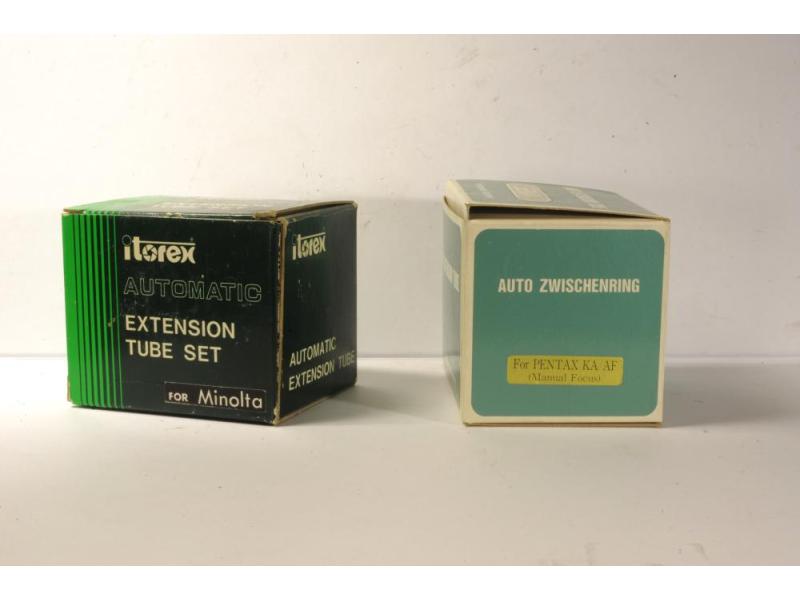 itorex
AUTOMATIC
EXTENSION
TUBE SET
FOR Minolta
itorex
AUTOMATIC
EXTENSION TUBE
AUTO ZWISCHENRING
For PENTAX KA AF
(Manual Focus)